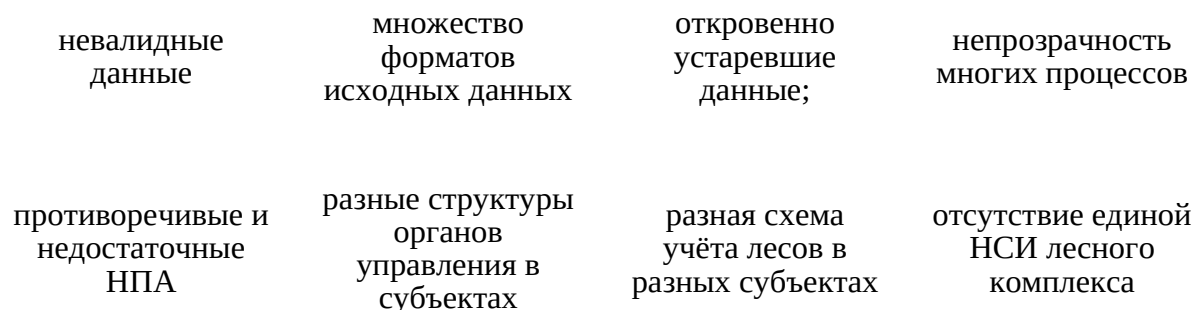 невалидные
данные
множество
форматов
исходных данных
откровенно
устаревшие
данные;
непрозрачность
многих процессов
противоречивые и
недостаточные
НПА
разные структуры
органов
управления в
субъектах
разная схема
учёта лесов в
разных субъектах
отсутствие единой
НСИ лесного
комплекса